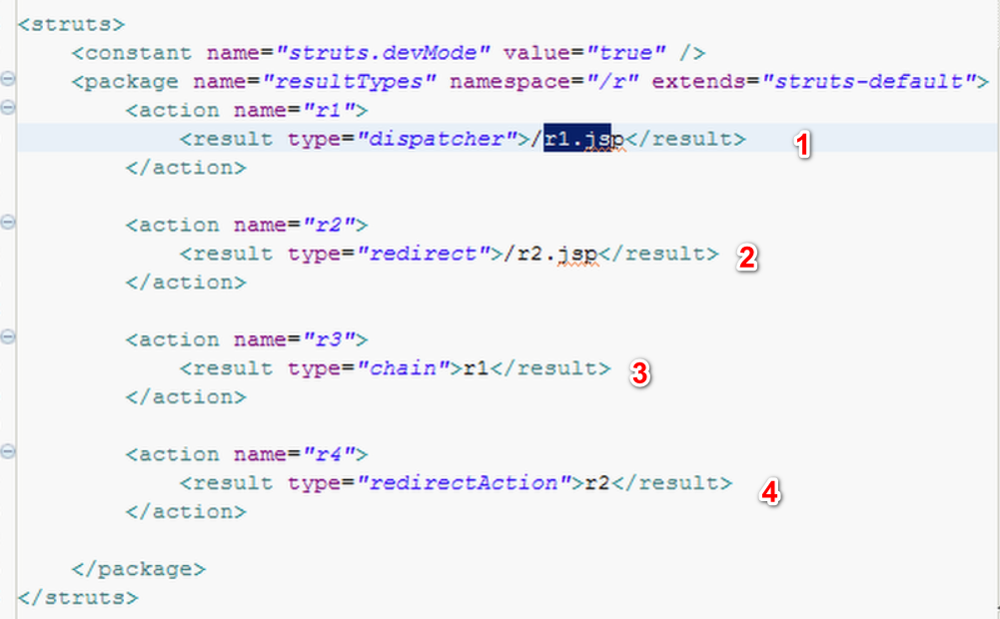 <struts>
<constant name="struts.devMode" value="true" />
<package name="resultTypes" namespace="/r" extends="struts-default">
<action name="r1">
<result type="dispatcher">/r1.jsp</result> 1
</action>
<action name="r2">
<result type="redirect">/r2.jsp</result> 2
</action>
<action name="r3">
<result type="chain">r1</result> 3
</action>
<action name="r4">
<result type="redirectAction">r2</result> 4
</action>
</package>
</struts>